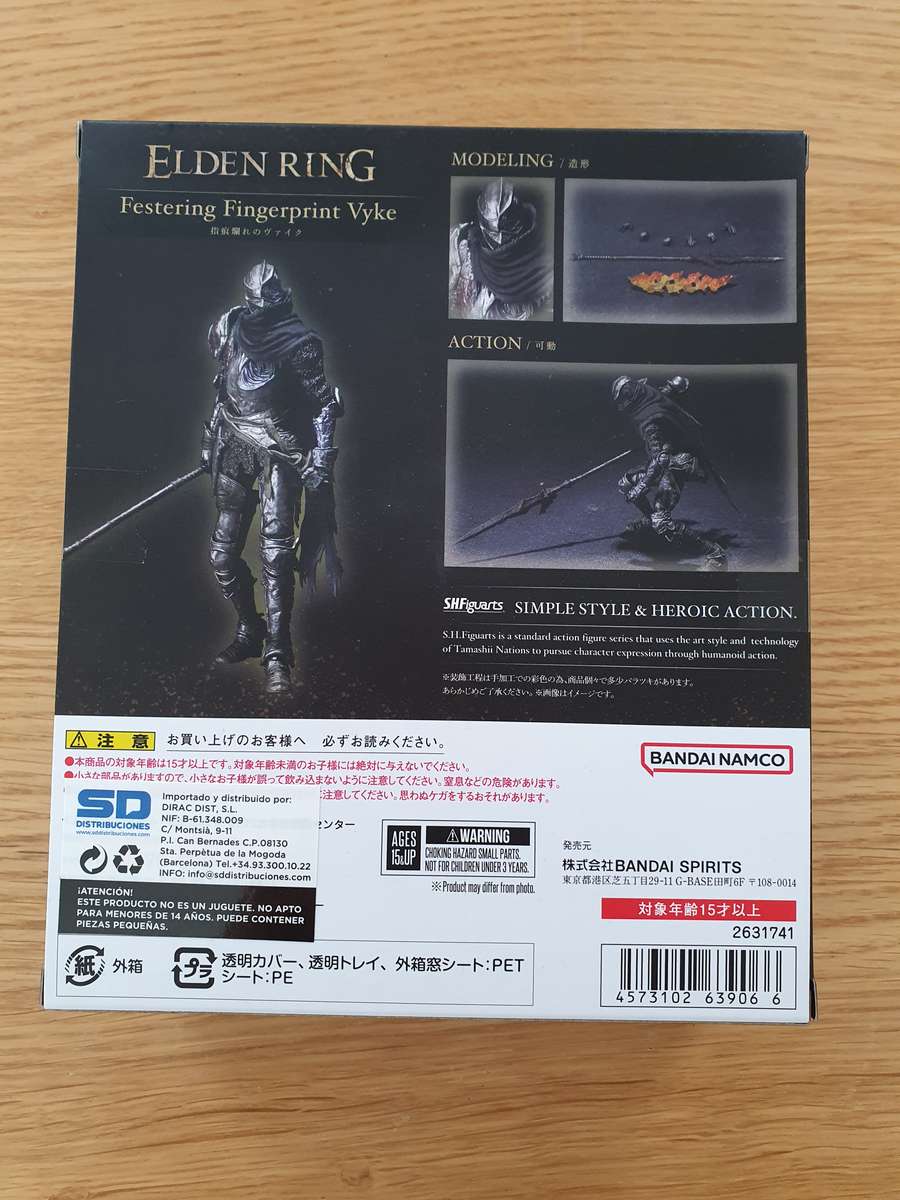 ELDEN RING
Festering Fingerprint Vyke
指痕爛れのヴァイク
MODELING / 造形
ACTION / 可動
S.H.Figuarts SIMPLE STYLE & HEROIC ACTION.
S.H.Figuarts is a standard action figure series that uses the art style and technology
of Tamashii Nations to pursue character expression through humanoid action.
※装飾工程は手加工での彩色の為、商品個々で多少バラツキがあります。
あらかじめご了承ください。※画像はイメージです。
注 意 お買い上げのお客様へ 必ずお読みください。
●本商品の対象年齢は15才以上です。対象年齢未満のお子様には絶対に与えないでください。
●小さな部品がありますので、小さなお子様が誤って飲み込まないように注意してください。窒息などの危険があります。
に注意してください。思わぬケガをするおそれがあります。
センター
BANDAI NAMCO
SD
DISTRIBUCIONES
www.sddistribuciones.com
Importado y distribuido por:
DIRAC DIST, S.L.
NIF: B-61.348.009
C/ Montsià, 9-11
P.I. Can Bernades C.P.08130
Sta. Perpètua de la Mogoda
(Barcelona) Tel.+34.93.300.10.22
INFO: info@sddistribuciones.com
¡ATENCIÓN!
ESTE PRODUCTO NO ES UN JUGUETE. NO APTO
PARA MENORES DE 14 AÑOS. PUEDE CONTENER
PIEZAS PEQUEÑAS.
AGES
15&UP
WARNING
CHOKING HAZARD SMALL PARTS.
NOT FOR CHILDREN UNDER 3 YEARS.
※Product may differ from photo.
発売元
株式会社BANDAI SPIRITS
東京都港区芝五丁目29-11 G-BASE田町6F 〒108-0014
対象年齢15才以上
2631741
4573102 63906 6
紙 外箱
プラ 透明カバー、透明トレイ、外箱窓シート:PET
シート:PE